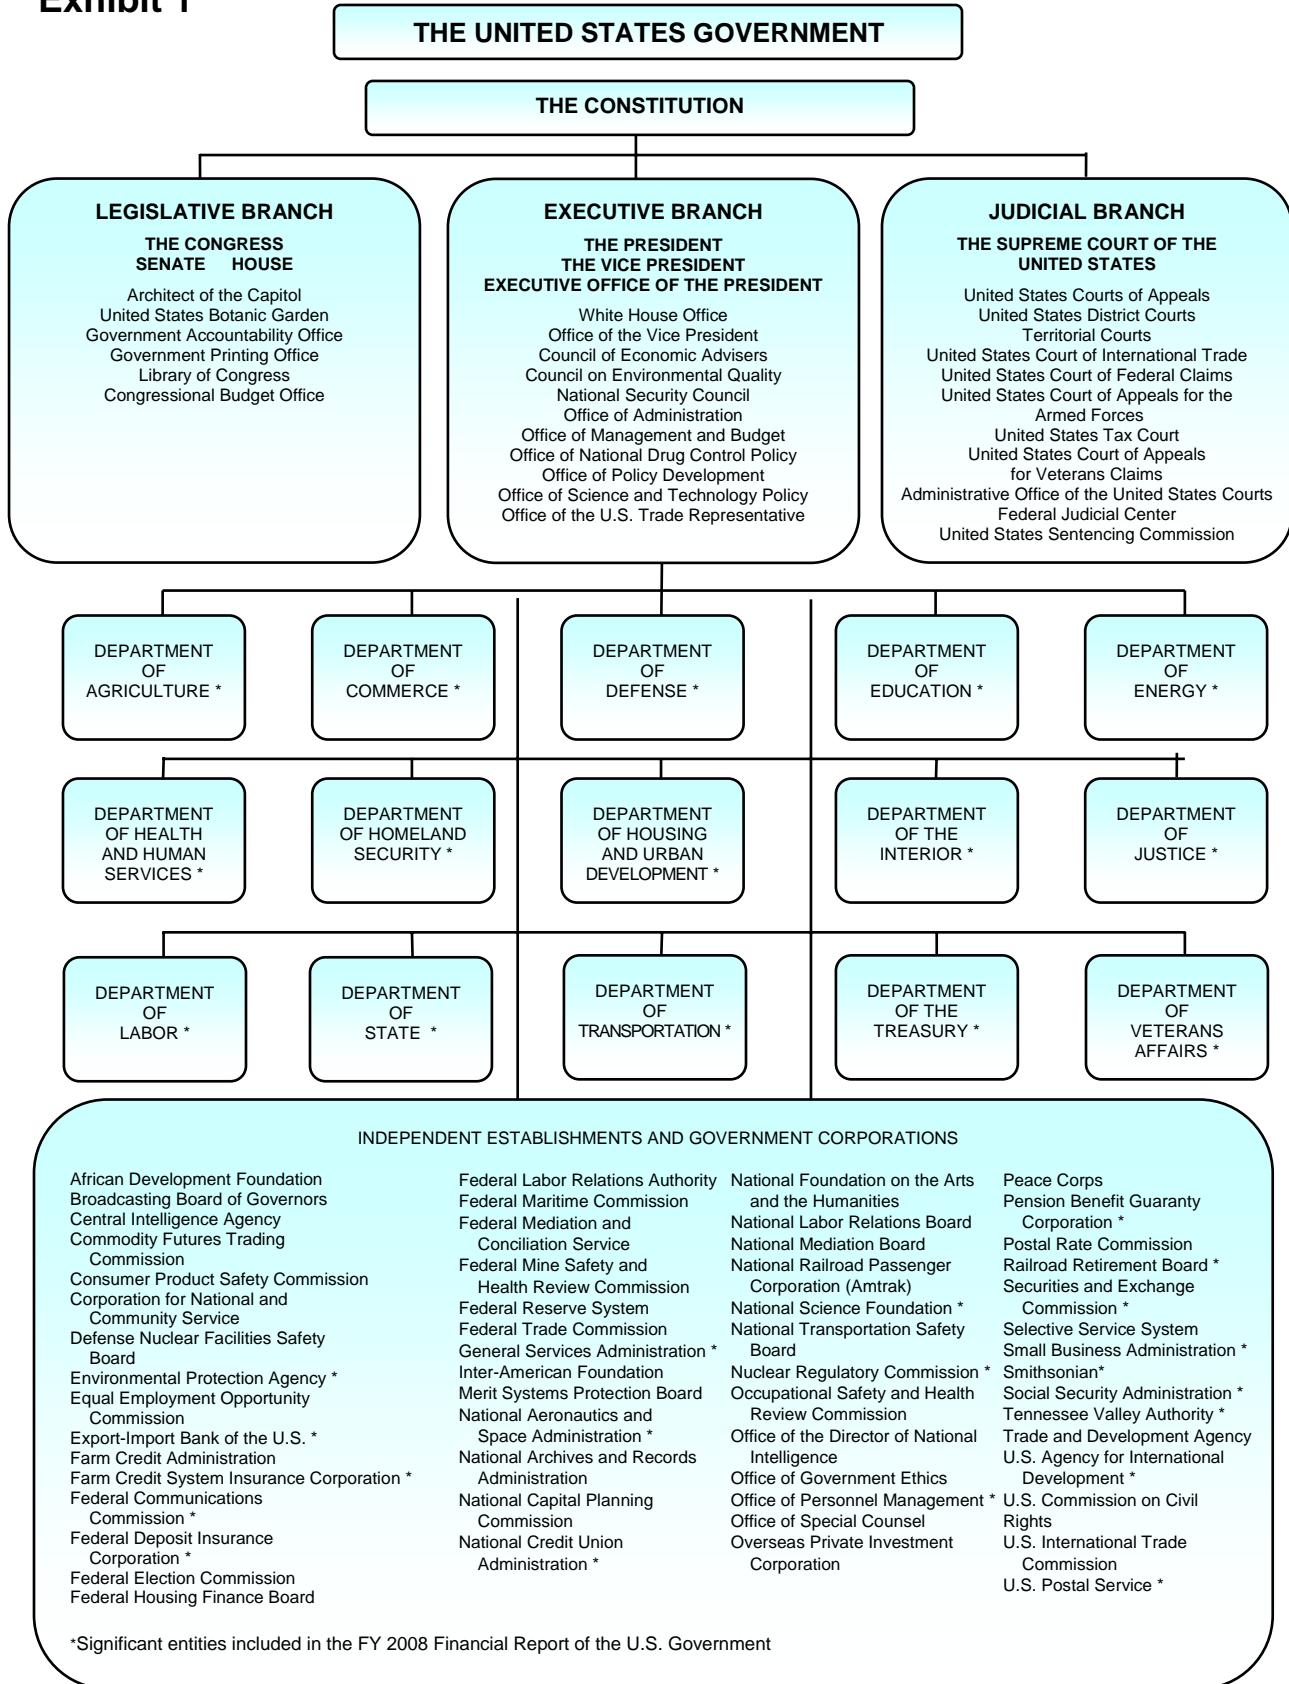 Exhibit 1
THE UNITED STATES GOVERNMENT
THE CONSTITUTION
LEGISLATIVE BRANCH
THE CONGRESS
SENATE HOUSE
Architect of the Capitol
United States Botanic Garden
Government Accountability Office
Government Printing Office
Library of Congress
Congressional Budget Office
EXECUTIVE BRANCH
THE PRESIDENT
THE VICE PRESIDENT
EXECUTIVE OFFICE OF THE PRESIDENT
White House Office
Office of the Vice President
Council of Economic Advisers
Council on Environmental Quality
National Security Council
Office of Administration
Office of Management and Budget
Office of National Drug Control Policy
Office of Policy Development
Office of Science and Technology Policy
Office of the U.S. Trade Representative
JUDICIAL BRANCH
THE SUPREME COURT OF THE
UNITED STATES
United States Courts of Appeals
United States District Courts
Territorial Courts
United States Court of International Trade
United States Court of Federal Claims
United States Court of Appeals for the
Armed Forces
United States Tax Court
United States Court of Appeals
for Veterans Claims
Administrative Office of the United States Courts
Federal Judicial Center
United States Sentencing Commission
DEPARTMENT
OF
AGRICULTURE *
DEPARTMENT
OF
COMMERCE *
DEPARTMENT
OF
DEFENSE *
DEPARTMENT
OF
EDUCATION *
DEPARTMENT
OF
ENERGY *
DEPARTMENT
OF HEALTH
AND HUMAN
SERVICES *
DEPARTMENT
OF HOMELAND
SECURITY *
DEPARTMENT
OF HOUSING
AND URBAN
DEVELOPMENT *
DEPARTMENT
OF THE
INTERIOR *
DEPARTMENT
OF
JUSTICE *
DEPARTMENT
OF
LABOR *
DEPARTMENT
OF
STATE *
DEPARTMENT
OF
TRANSPORTATION *
DEPARTMENT
OF THE
TREASURY *
DEPARTMENT
OF
VETERANS
AFFAIRS *
INDEPENDENT ESTABLISHMENTS AND GOVERNMENT CORPORATIONS
African Development Foundation
Broadcasting Board of Governors
Central Intelligence Agency
Commodity Futures Trading
Commission
Consumer Product Safety Commission
Corporation for National and
Community Service
Defense Nuclear Facilities Safety
Board
Environmental Protection Agency *
Equal Employment Opportunity
Commission
Export-Import Bank of the U.S. *
Farm Credit Administration
Farm Credit System Insurance Corporation *
Federal Communications
Commission *
Federal Deposit Insurance
Corporation *
Federal Election Commission
Federal Housing Finance Board
Federal Labor Relations Authority
Federal Maritime Commission
Federal Mediation and
Conciliation Service
Federal Mine Safety and
Health Review Commission
Federal Reserve System
Federal Trade Commission
General Services Administration *
Inter-American Foundation
Merit Systems Protection Board
National Aeronautics and
Space Administration *
National Archives and Records
Administration
National Capital Planning
Commission
National Credit Union
Administration *
National Foundation on the Arts
and the Humanities
National Labor Relations Board
National Mediation Board
National Railroad Passenger
Corporation (Amtrak)
National Science Foundation *
National Transportation Safety
Board
Nuclear Regulatory Commission *
Occupational Safety and Health
Review Commission
Office of the Director of National
Intelligence
Office of Government Ethics
Office of Personnel Management *
Office of Special Counsel
Overseas Private Investment
Corporation
Peace Corps
Pension Benefit Guaranty
Corporation *
Postal Rate Commission
Railroad Retirement Board *
Securities and Exchange
Commission *
Selective Service System
Small Business Administration *
Smithsonian*
Social Security Administration *
Tennessee Valley Authority *
Trade and Development Agency
U.S. Agency for International
Development *
U.S. Commission on Civil
Rights
U.S. International Trade
Commission
U.S. Postal Service *
*Significant entities included in the FY 2008 Financial Report of the U.S. Government